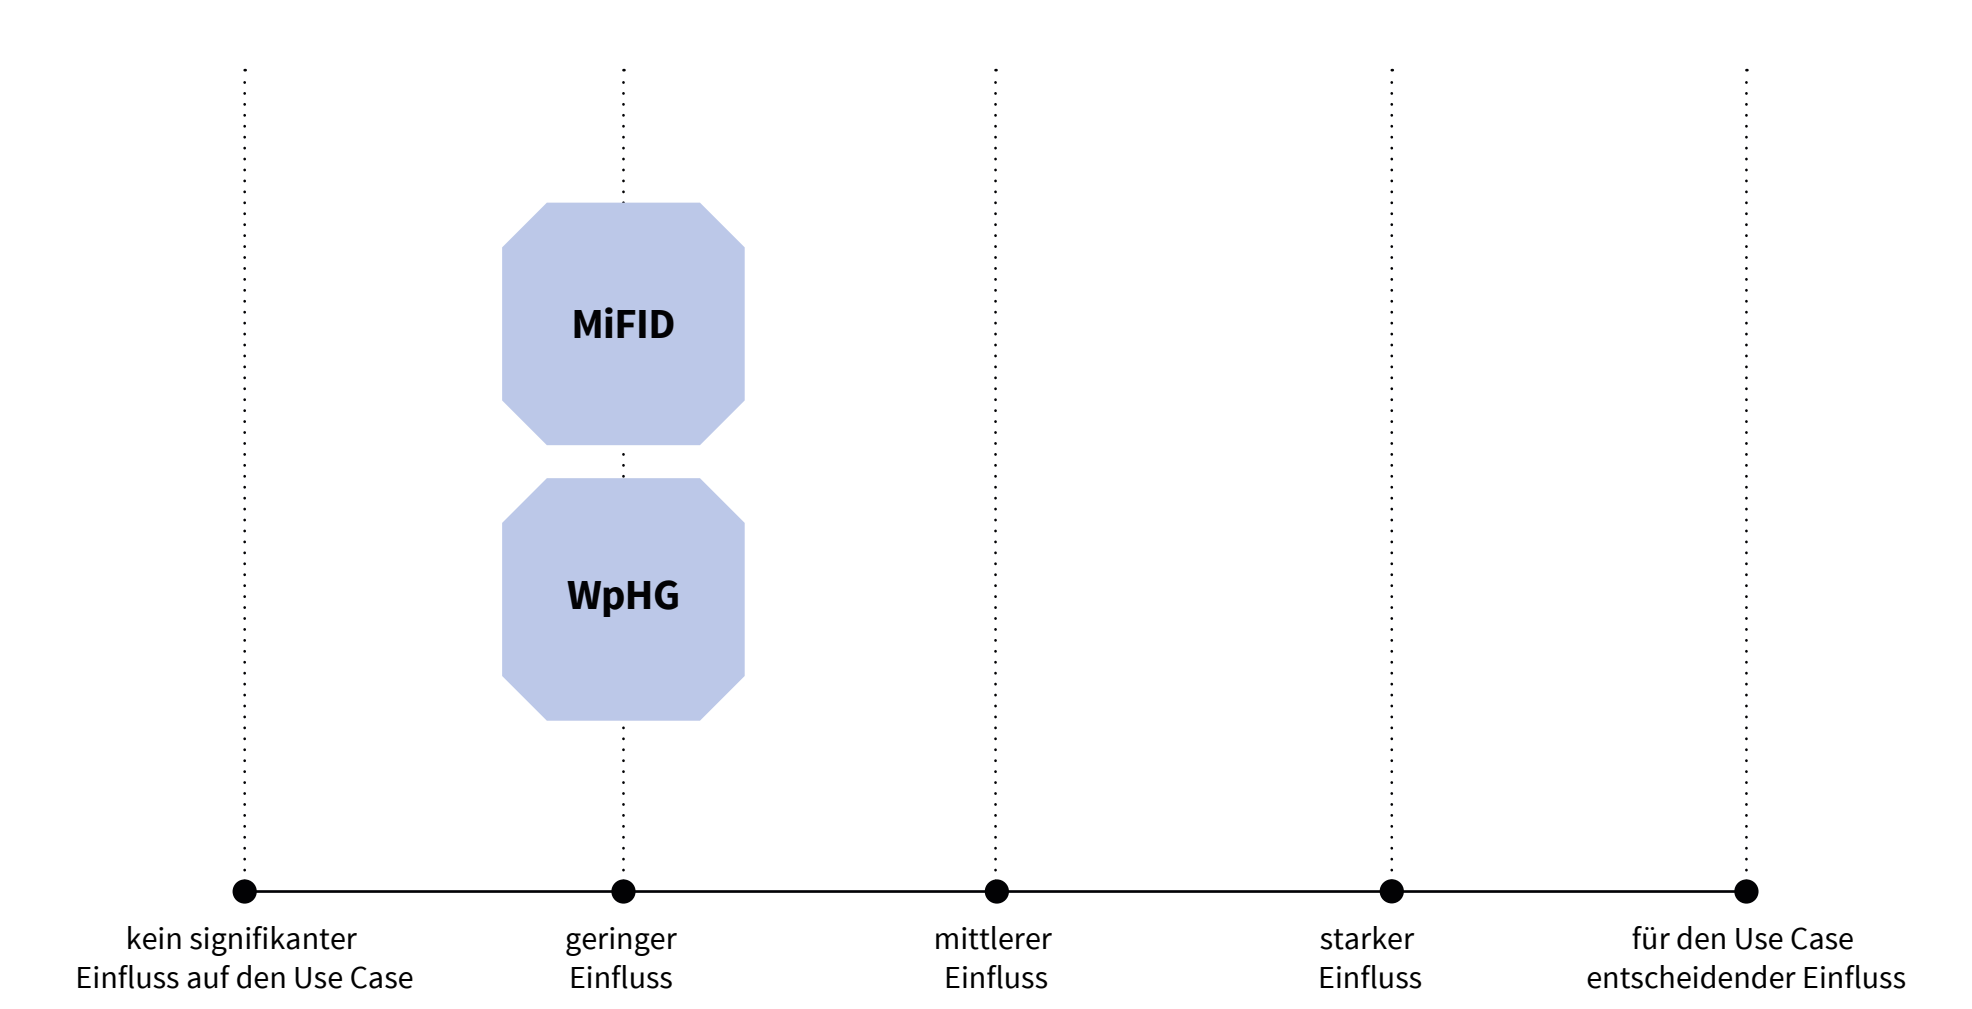 MiFID
WpHG
kein signifikanter
Einfluss auf den Use Case
geringer
Einfluss
mittlerer
Einfluss
starker
Einfluss
für den Use Case
entscheidender Einfluss